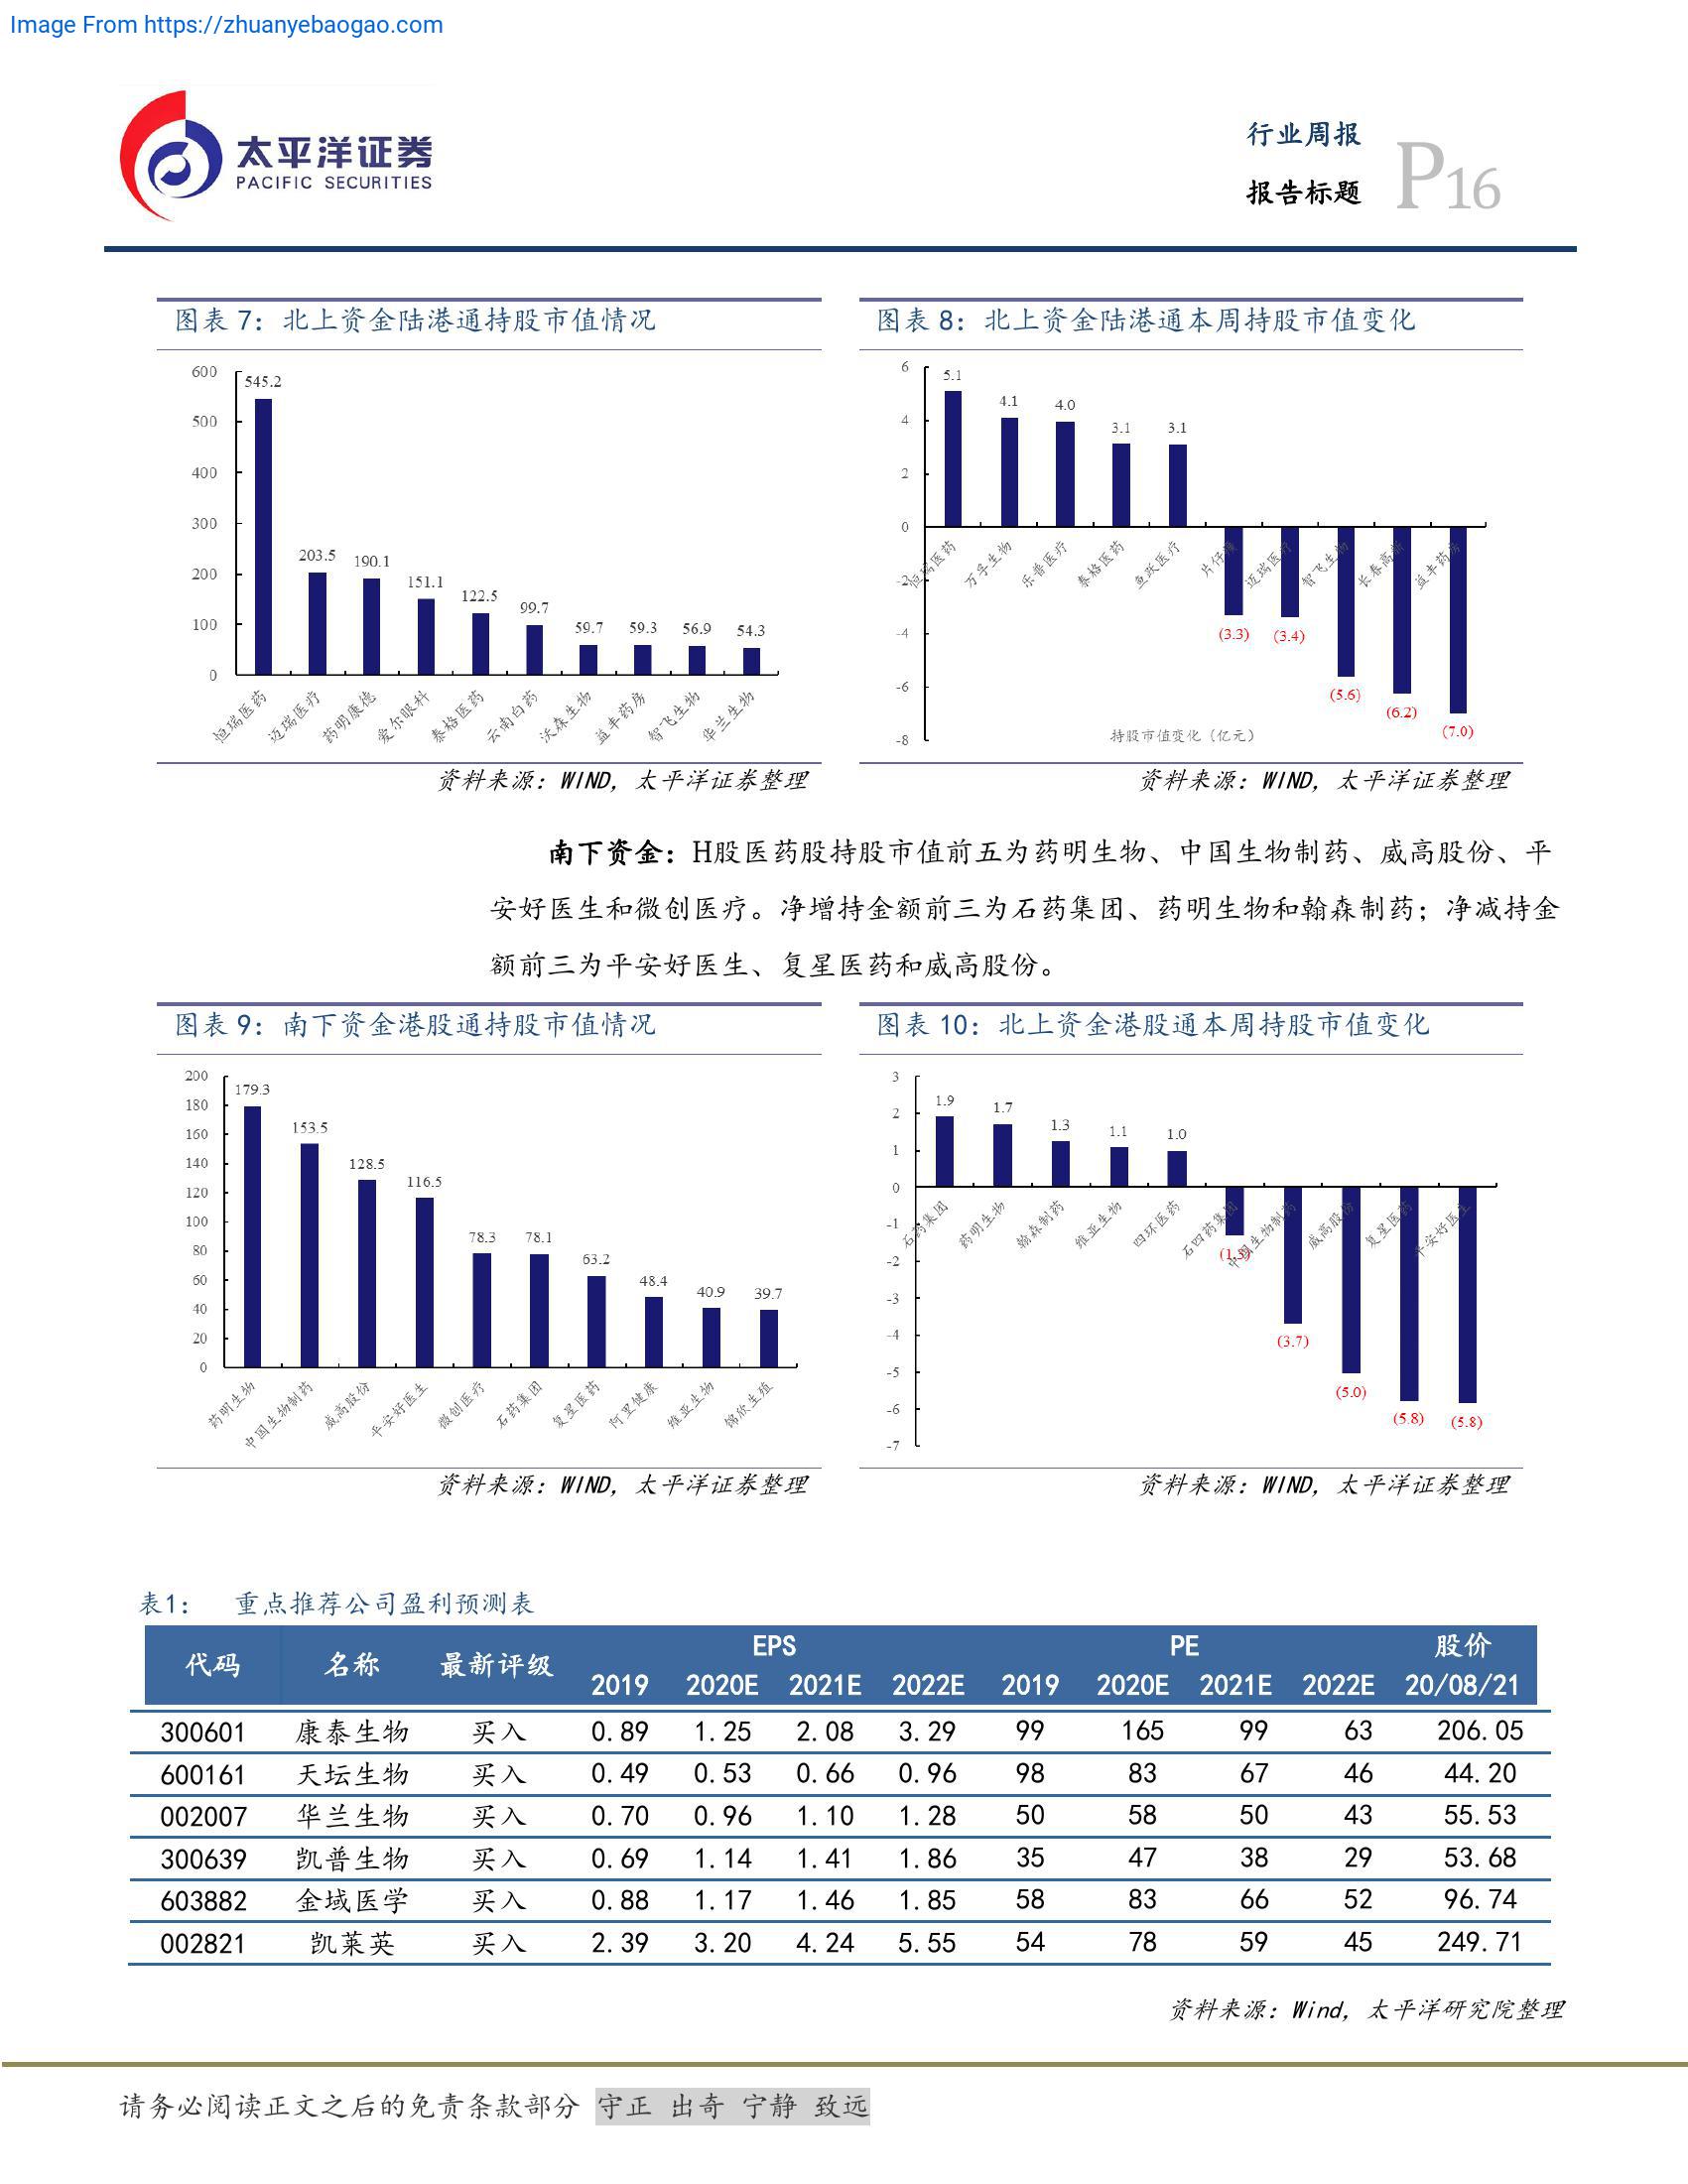 Image From https://zhuanyebaogao.com
太平洋证券
PACIFIC SECURITIES
行业周报
报告标题
P16
图表 7：北上资金陆港通持股市值情况
600
500
400
300
200
100
0
545.2
203.5
190.1
151.1
122.5
99.7
59.7
59.3
56.9
54.3
恒瑞医药
迈瑞医疗
药明康德
爱尔眼科
泰格医药
云南白药
沃森生物
益丰药房
智飞生物
华兰生物
资料来源：WIND，太平洋证券整理
图表 8：北上资金陆港通本周持股市值变化
6
4
2
0
-2
-4
-6
-8
5.1
4.1
4.0
3.1
3.1
(3.3)
(3.4)
(5.6)
(6.2)
(7.0)
恒瑞医药
万孚生物
乐普医疗
泰格医药
鱼跃医疗
片仔癀
迈瑞医疗
智飞生物
长春高新
益丰药房
持股市值变化（亿元）
资料来源：WIND，太平洋证券整理
南下资金：H股医药股持股市值前五为药明生物、中国生物制药、威高股份、平
安好医生和微创医疗。净增持金额前三为石药集团、药明生物和翰森制药；净减持金
额前三为平安好医生、复星医药和威高股份。
图表 9：南下资金港股通持股市值情况
200
180
160
140
120
100
80
60
40
20
0
179.3
153.5
128.5
116.5
78.3
78.1
63.2
48.4
40.9
39.7
药明生物
中国生物制药
威高股份
平安好医生
微创医疗
石药集团
复星医药
阿里健康
维亚生物
锦欣生殖
资料来源：WIND，太平洋证券整理
图表 10：北上资金港股通本周持股市值变化
3
2
1
0
-1
-2
-3
-4
-5
-6
-7
1.9
1.7
1.3
1.1
1.0
(1.3)
(3.7)
(5.0)
(5.8)
(5.8)
石药集团
药明生物
翰森制药
维亚生物
四环医药
石四药集团
中国生物制药
威高股份
复星医药
平安好医生
资料来源：WIND，太平洋证券整理
表1： 重点推荐公司盈利预测表
代码 名称 最新评级 EPS PE 股价
2019 2020E 2021E 2022E 2019 2020E 2021E 2022E 20/08/21
300601 康泰生物 买入 0.89 1.25 2.08 3.29 99 165 99 63 206.05
600161 天坛生物 买入 0.49 0.53 0.66 0.96 98 83 67 46 44.20
002007 华兰生物 买入 0.70 0.96 1.10 1.28 50 58 50 43 55.53
300639 凯普生物 买入 0.69 1.14 1.41 1.86 35 47 38 29 53.68
603882 金域医学 买入 0.88 1.17 1.46 1.85 58 83 66 52 96.74
002821 凯莱英 买入 2.39 3.20 4.24 5.55 54 78 59 45 249.71
资料来源：Wind，太平洋研究院整理
请务必阅读正文之后的免责条款部分 守正 出奇 宁静 致远